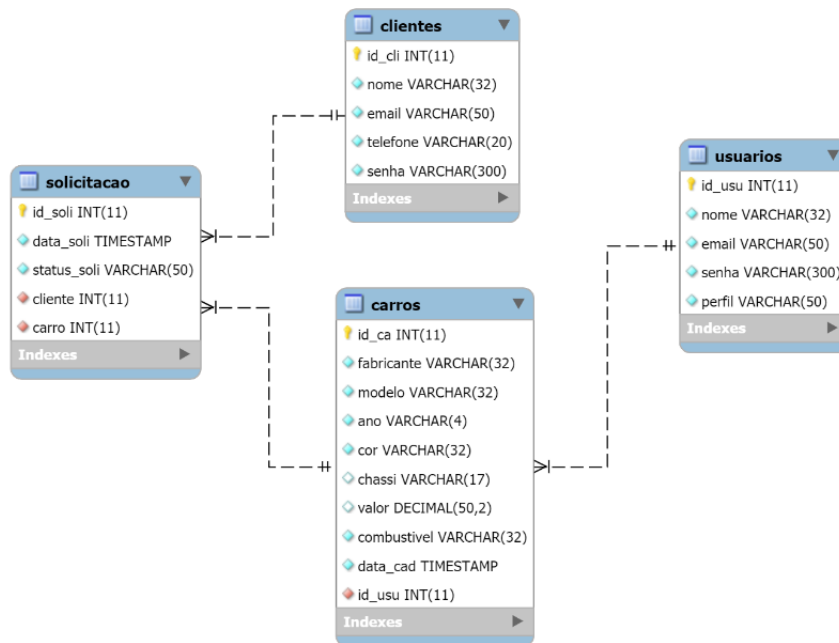 clientes
id_cli INT(11)
nome VARCHAR(32)
email VARCHAR(50)
telefone VARCHAR(20)
senha VARCHAR(300)
Indexes
solicitacao
id_soli INT(11)
data_soli TIMESTAMP
status_soli VARCHAR(50)
cliente INT(11)
carro INT(11)
Indexes
usuarios
id_usu INT(11)
nome VARCHAR(32)
email VARCHAR(50)
senha VARCHAR(300)
perfil VARCHAR(50)
Indexes
carros
id_ca INT(11)
fabricante VARCHAR(32)
modelo VARCHAR(32)
ano VARCHAR(4)
cor VARCHAR(32)
chassi VARCHAR(17)
valor DECIMAL(50,2)
combustivel VARCHAR(32)
data_cad TIMESTAMP
id_usu INT(11)
Indexes